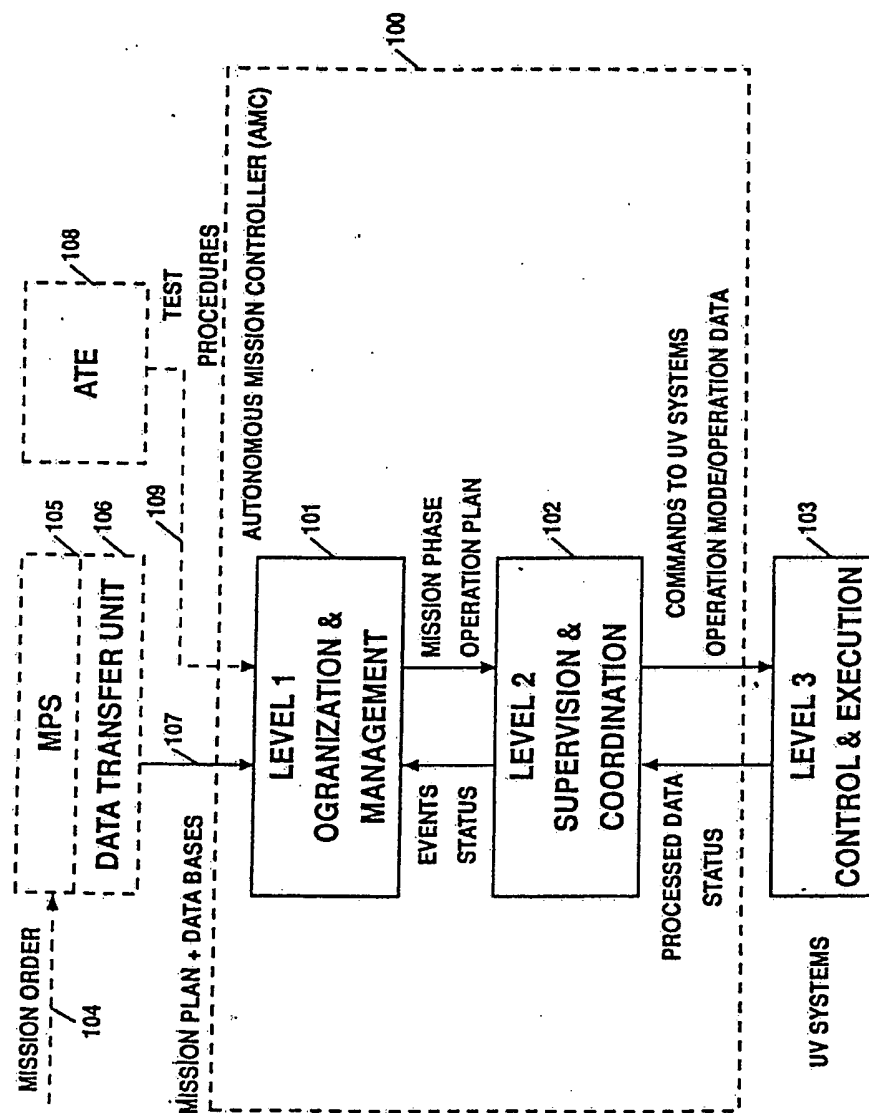 MISSION ORDER
104
MPS
105
DATA TRANSFER UNIT
106
ATE
108
107
109
TEST
PROCEDURES
MISSION PLAN + DATA BASES
AUTONOMOUS MISSION CONTROLLER (AMC)
100
LEVEL 1
OGRANIZATION &
MANAGEMENT
101
EVENTS
STATUS
MISSION PHASE
OPERATION PLAN
LEVEL 2
SUPERVISION &
COORDINATION
102
PROCESSED DATA
STATUS
COMMANDS TO UV SYSTEMS
OPERATION MODE/OPERATION DATA
UV SYSTEMS
LEVEL 3
CONTROL & EXECUTION
103